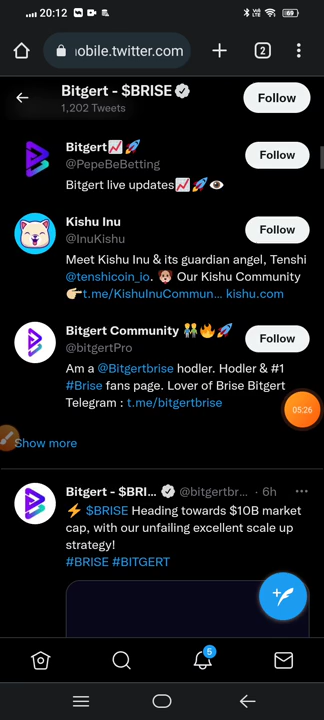 20:12
69
obile.twitter.com
2
Bitgert - $BRISE
1,202 Tweets
Follow
Bitgert📈🚀
@PepeBeBetting
Follow
Bitgert live updates📈🚀👁
Kishu Inu
@InuKishu
Follow
Meet Kishu Inu & its guardian angel, Tenshi
@tenshicoin_io. 🐶 Our Kishu Community
👉🏻t.me/KishuInuCommun... kishu.com
Bitgert Community 👬🔥🚀
@bitgertPro
Follow
Am a @Bitgertbrise hodler. Hodler & #1
#Brise fans page. Lover of Brise Bitgert
Telegram : t.me/bitgertbrise
05:26
Show more
Bitgert - $BRI... @bitgertbr... · 6h
⚡ $BRISE Heading towards $10B market
cap, with our unfailing excellent scale up
strategy!
#BRISE #BITGERT
5